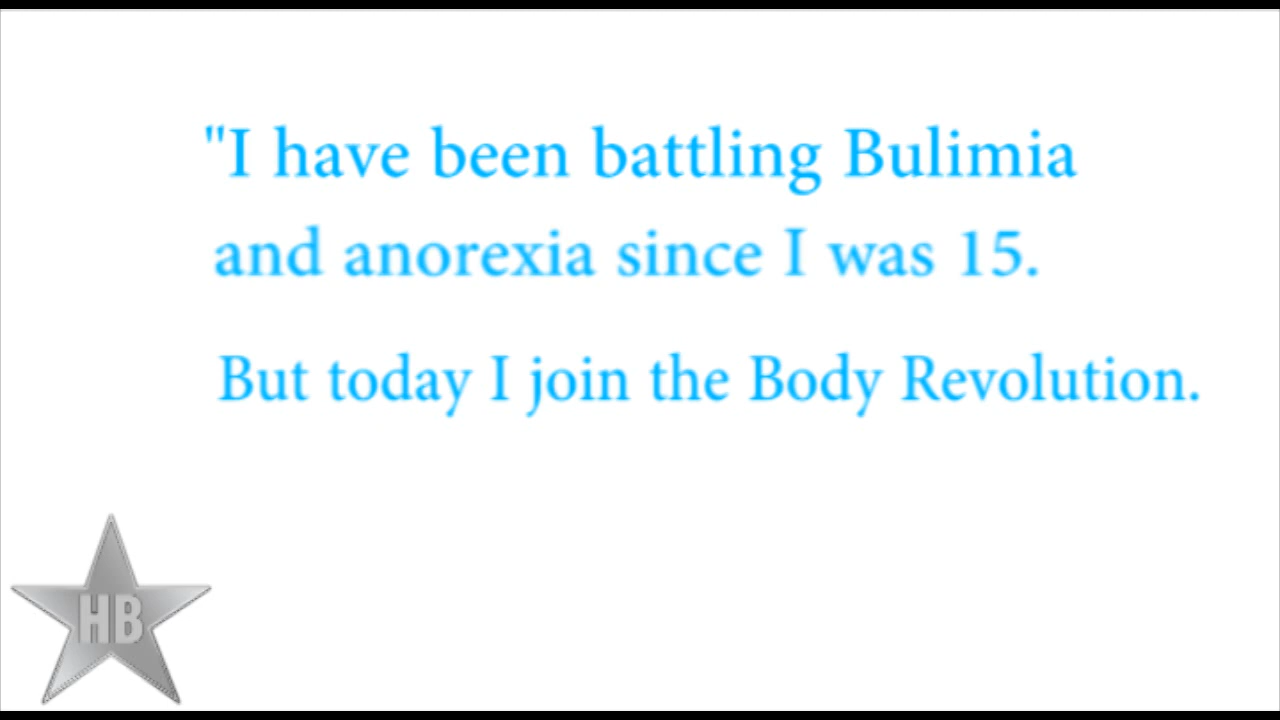 "I have been battling Bulimia
and anorexia since I was 15.
But today I join the Body Revolution.
HB